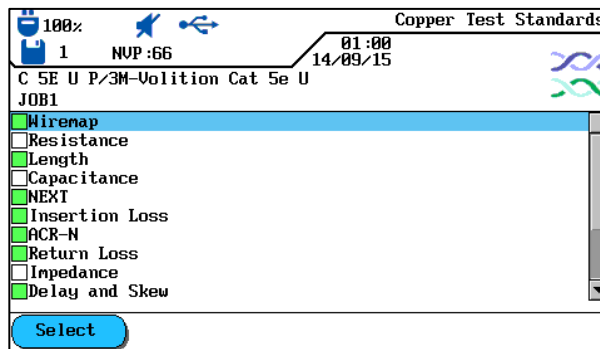 100%
Copper Test Standards
1
NVP:66
01:00
14/09/15
C 5E U P/3M-Volition Cat 5e U
JOB1
Wiremap
Resistance
Length
Capacitance
NEXT
Insertion Loss
ACR-N
Return Loss
Impedance
Delay and Skew
Select